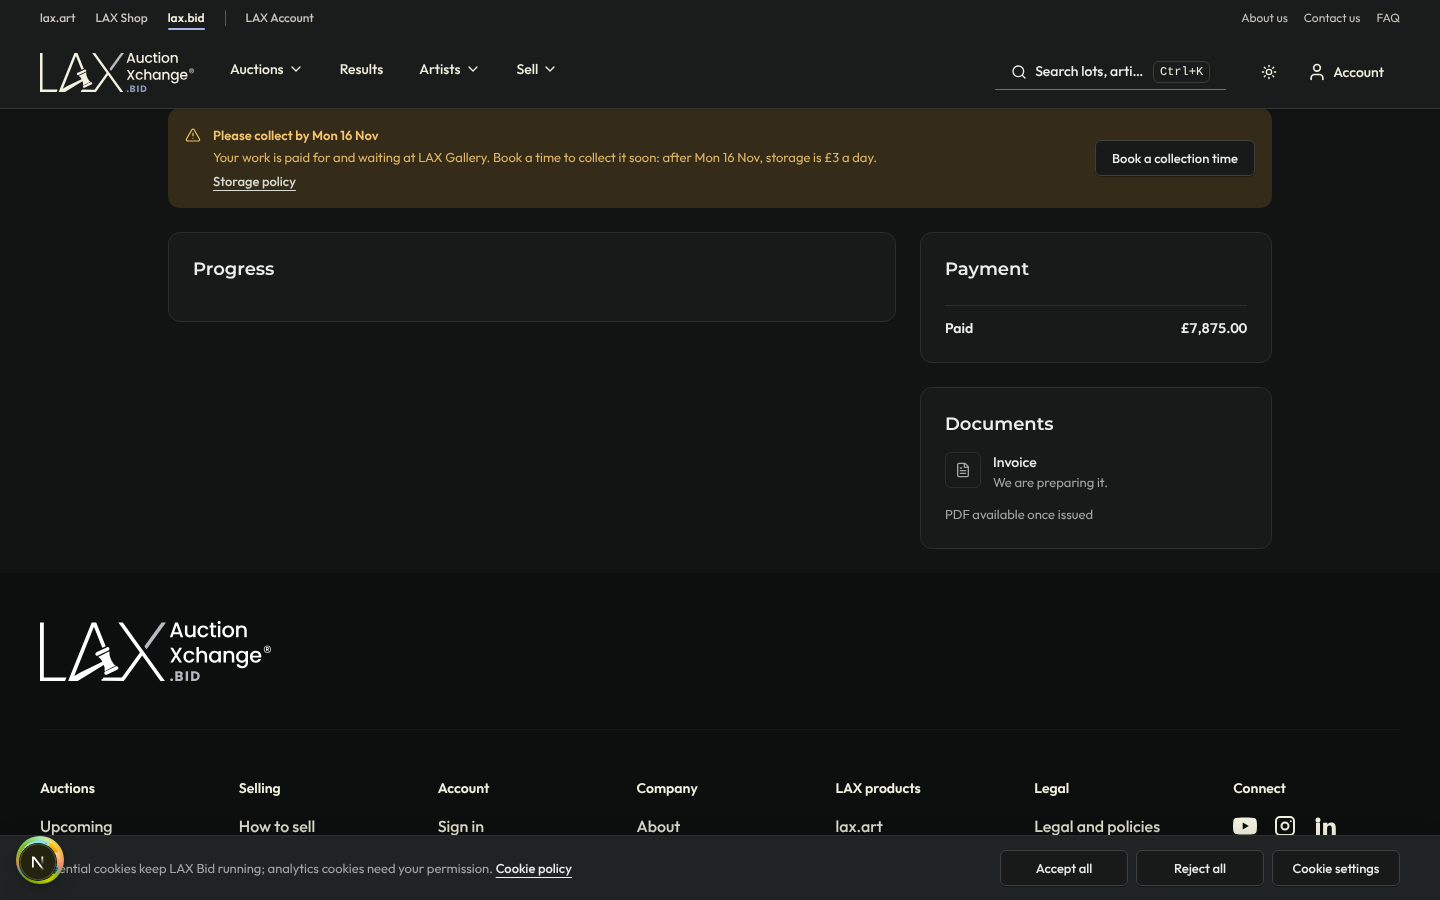 lax.art LAX Shop lax.bid LAX Account About us Contact us FAQ
LAX Auction Xchange® .BID
Auctions Results Artists Sell Search lots, arti... Ctrl+K Account
Please collect by Mon 16 Nov
Your work is paid for and waiting at LAX Gallery. Book a time to collect it soon: after Mon 16 Nov, storage is £3 a day.
Storage policy
Book a collection time
Progress
Payment
Paid £7,875.00
Documents
Invoice
We are preparing it.
PDF available once issued
LAX Auction
Xchange®
.BID
Auctions Selling Account Company LAX products Legal Connect
Upcoming How to sell Sign in About lax.art Legal and policies
ential cookies keep LAX Bid running; analytics cookies need your permission. Cookie policy
Accept all Reject all Cookie settings